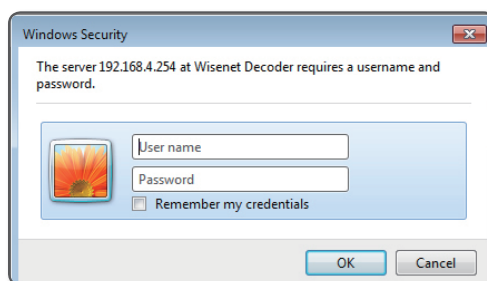 Windows Security
The server 192.168.4.254 at Wisenet Decoder requires a username and
password.
User name
Password
Remember my credentials
OK
Cancel